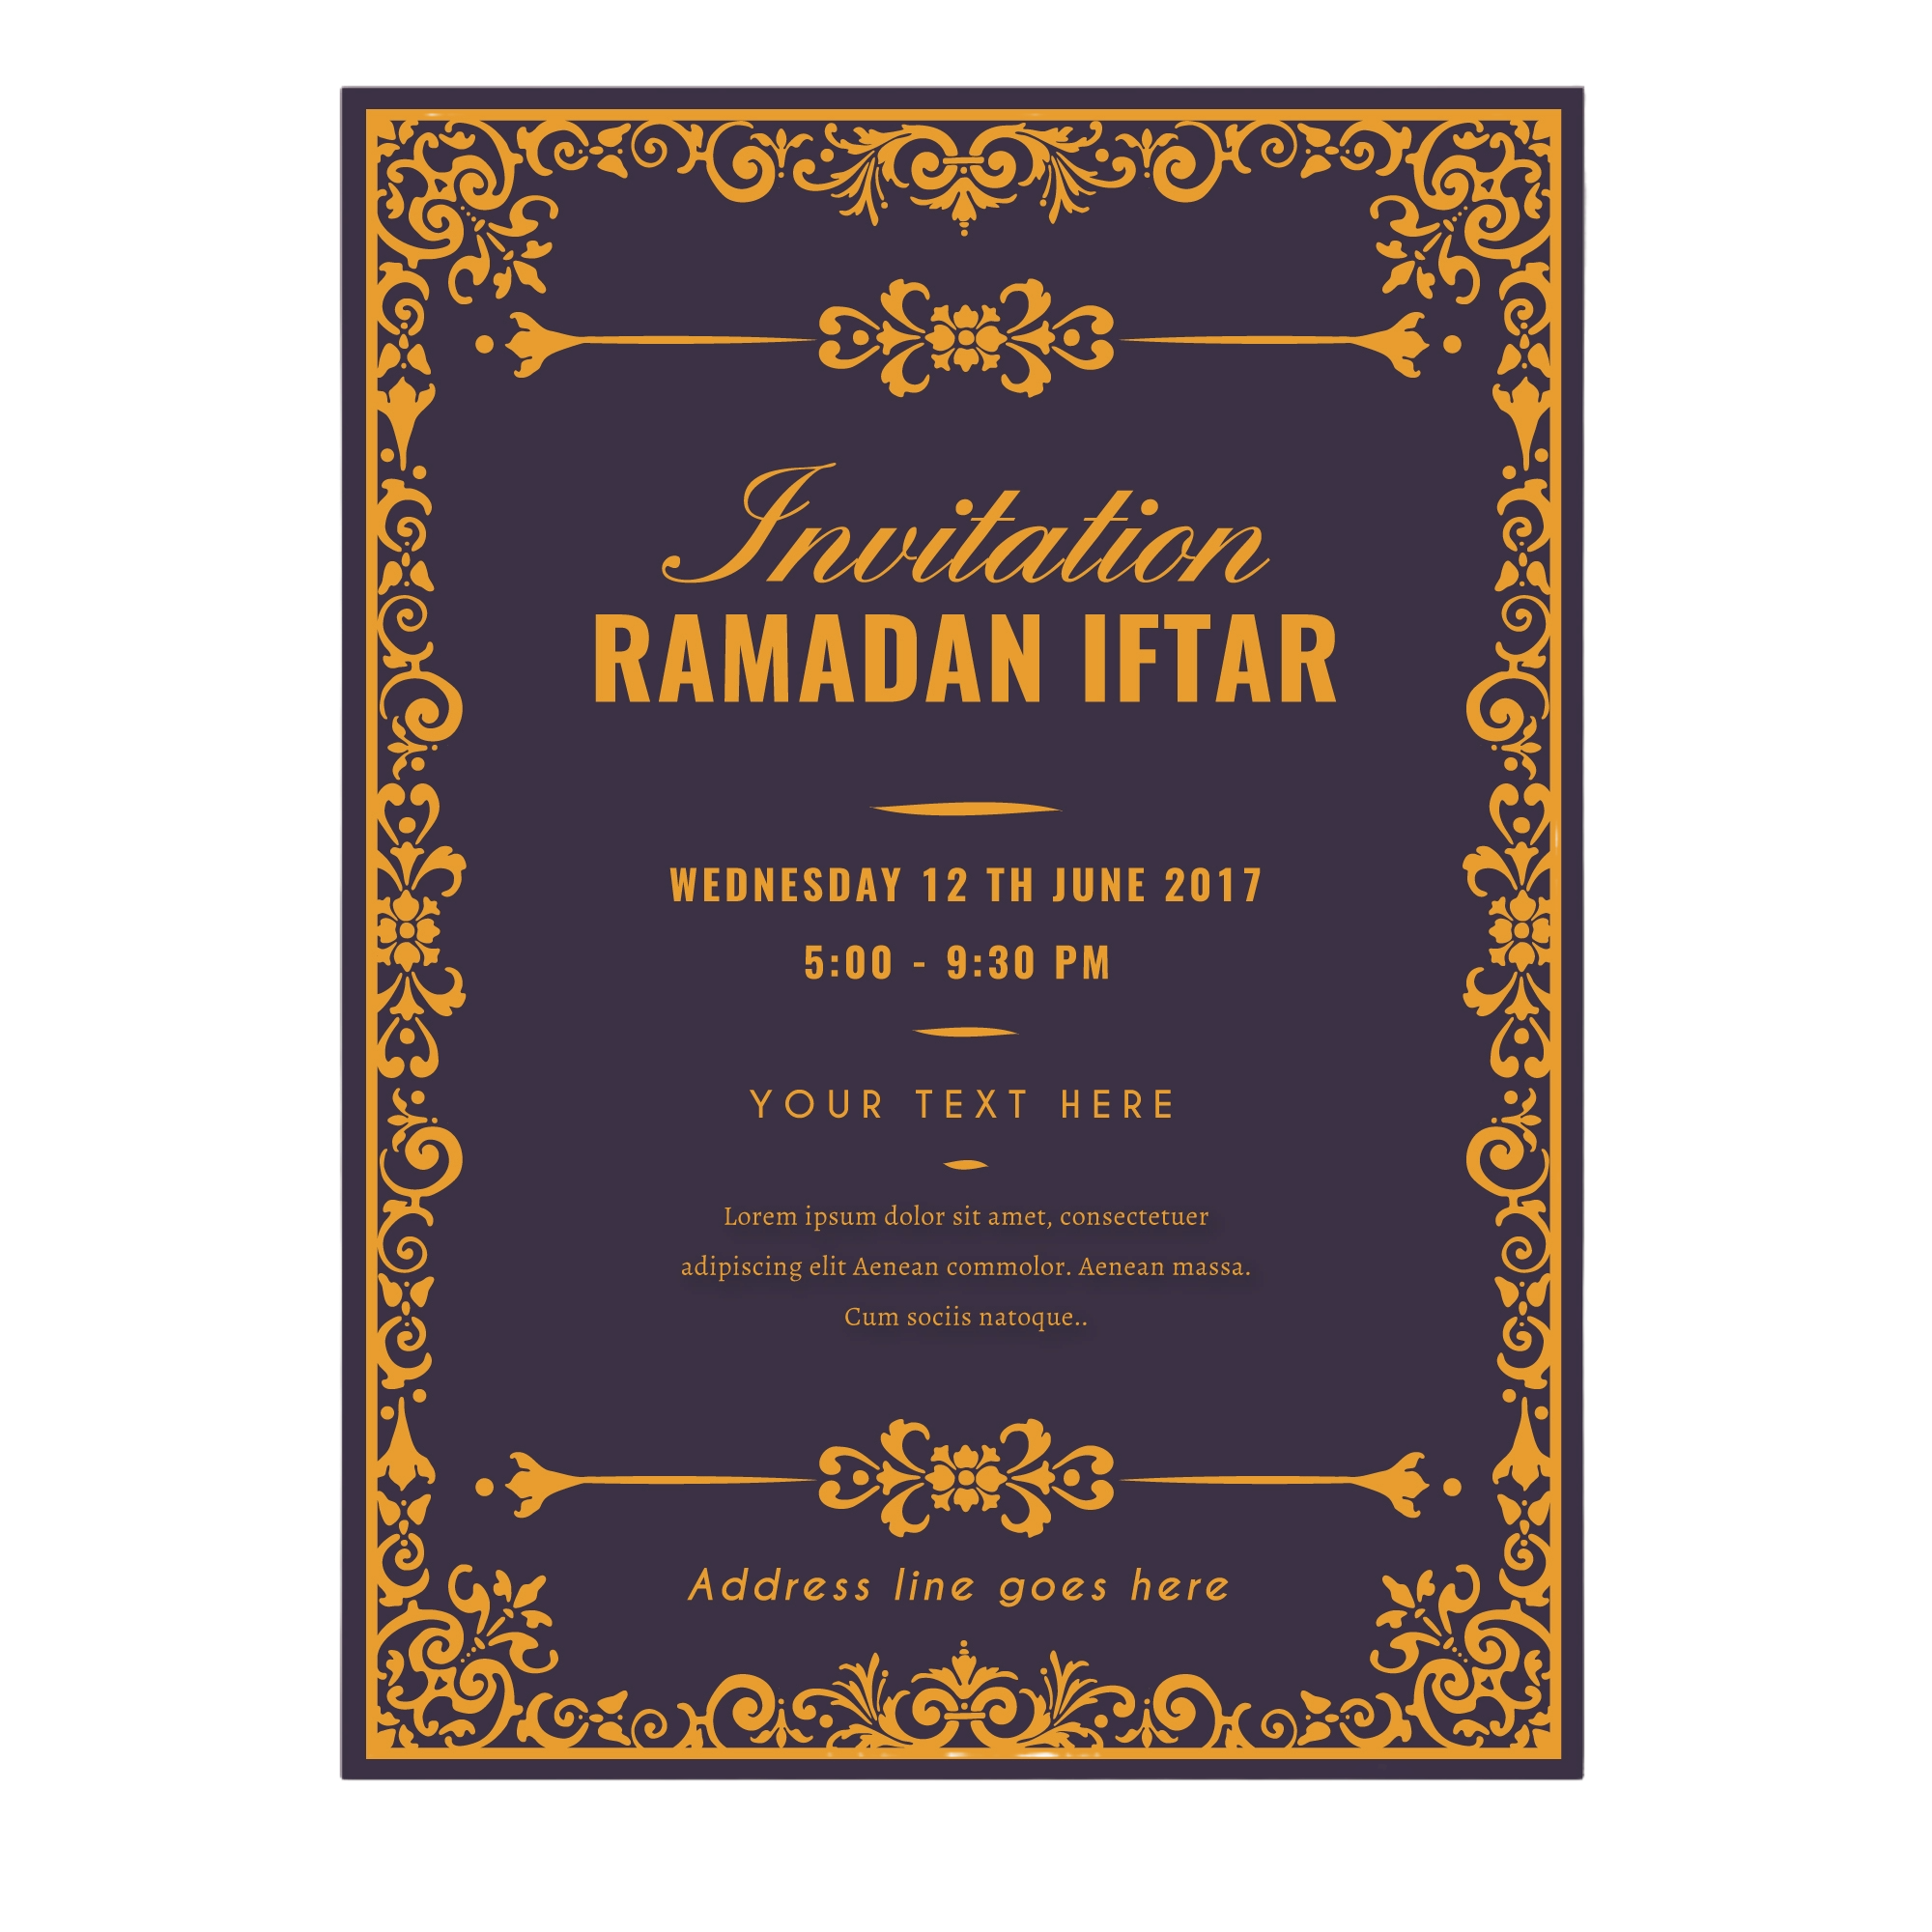 Invitation
RAMADAN IFTAR
WEDNESDAY 12 TH JUNE 2017
5:00 - 9:30 PM
YOUR TEXT HERE
Lorem ipsum dolor sit amet, consectetuer
adipiscing elit Aenean commolor. Aenean massa.
Cum sociis natoque..
Address line goes here